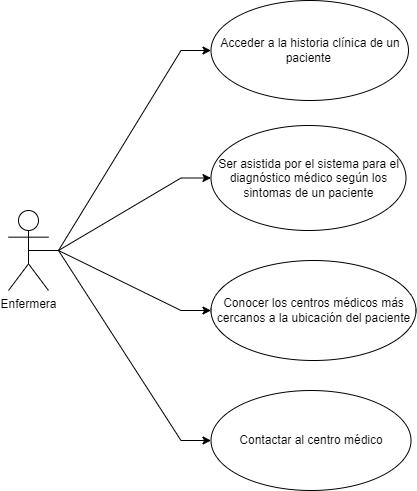 Acceder a la historia clínica de un
paciente
Ser asistida por el sistema para el
diagnóstico médico según los
sintomas de un paciente
Enfermera
Conocer los centros médicos más
cercanos a la ubicación del paciente
Contactar al centro médico